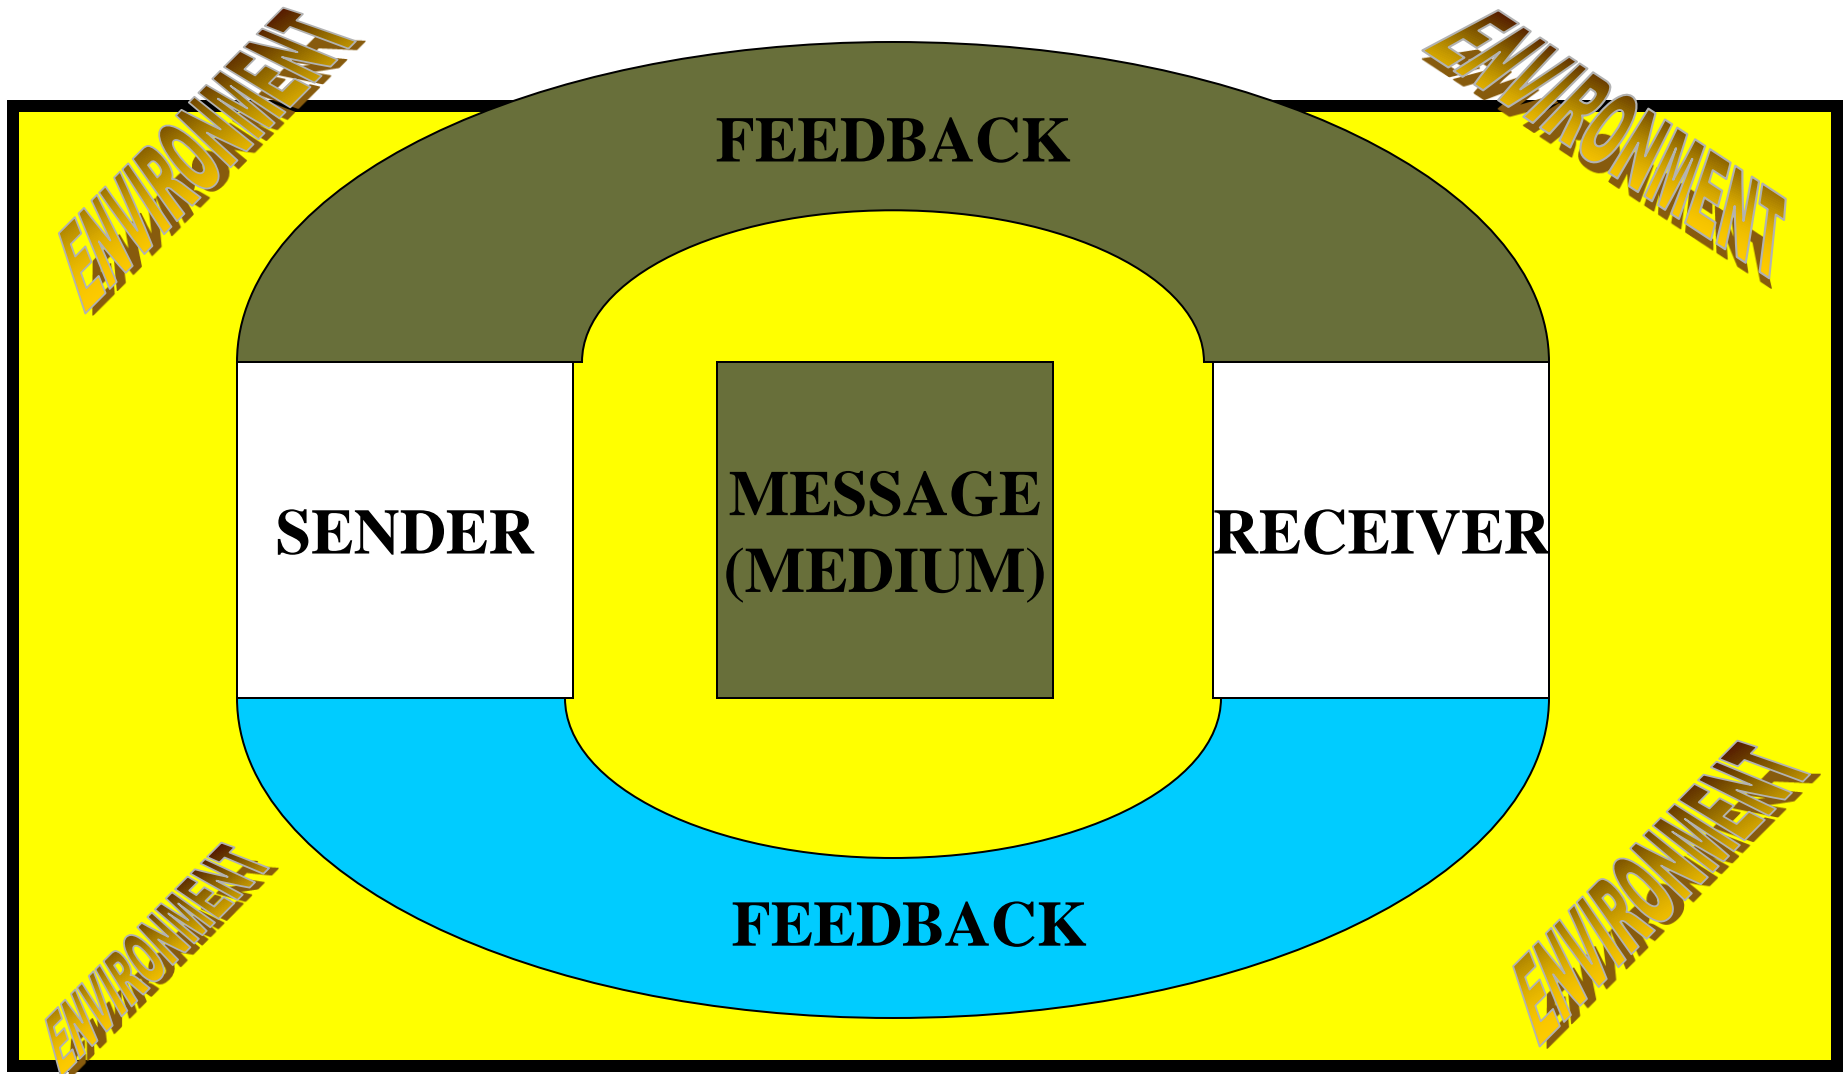 ENVIRONMENT
ENVIRONMENT
FEEDBACK
SENDER
MESSAGE
(MEDIUM)
RECEIVER
FEEDBACK
ENVIRONMENT
ENVIRONMENT